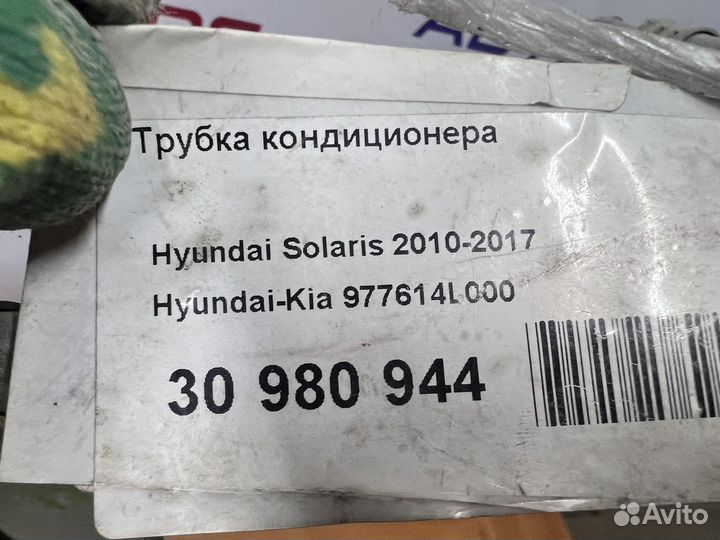 Трубка кондиционера
Hyundai Solaris 2010-2017
Hyundai-Kia 977614L000
30 980 944
Avito